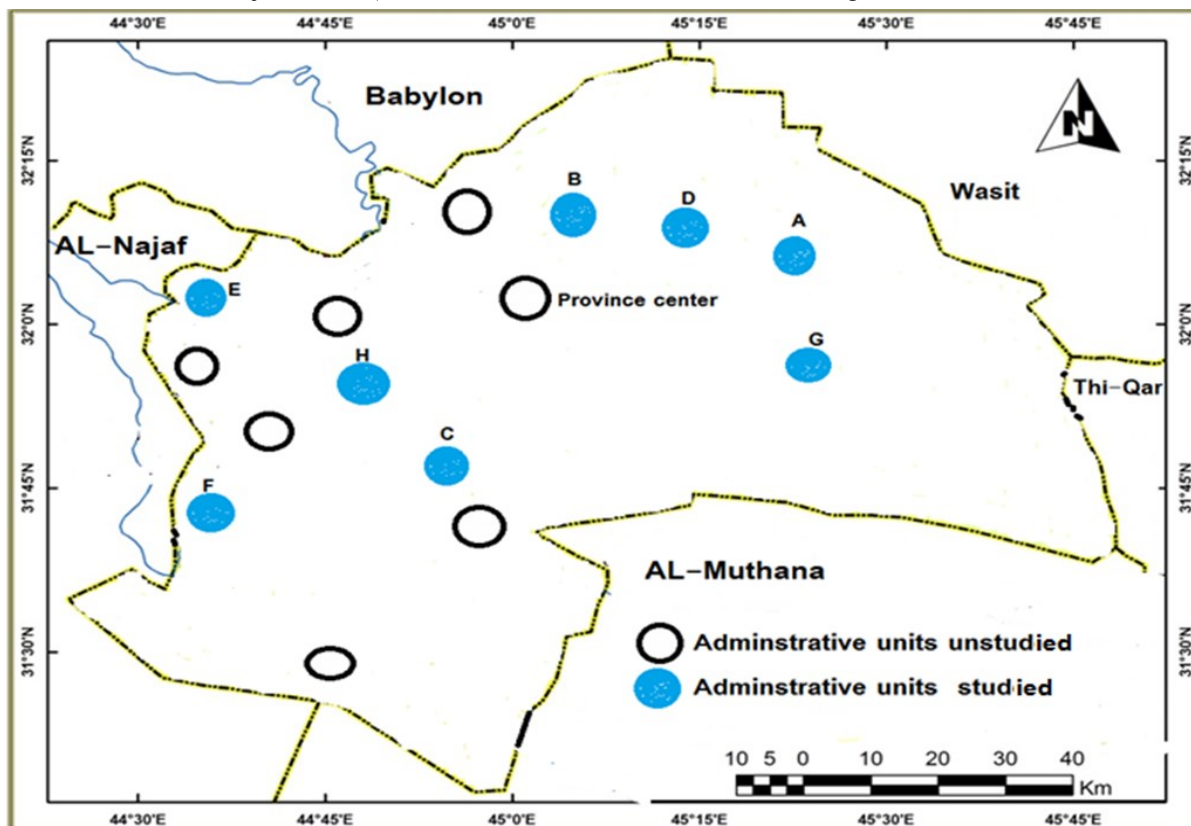 44°30'E 44°45'E 45°0'E 45°15'E 45°30'E 45°45'E
Babylon
32°15'N 32°15'N
Wasit
B
D
A
AL-Najaf
E
Province center
32°0'N 32°0'N
G
H
Thi-Qar
C
31°45'N 31°45'N
F
AL-Muthana
Adminstrative units unstudied
31°30'N 31°30'N
Adminstrative units studied
10 5 0 10 20 30 40
Km
44°30'E 44°45'E 45°0'E 45°15'E 45°30'E 45°45'E
N